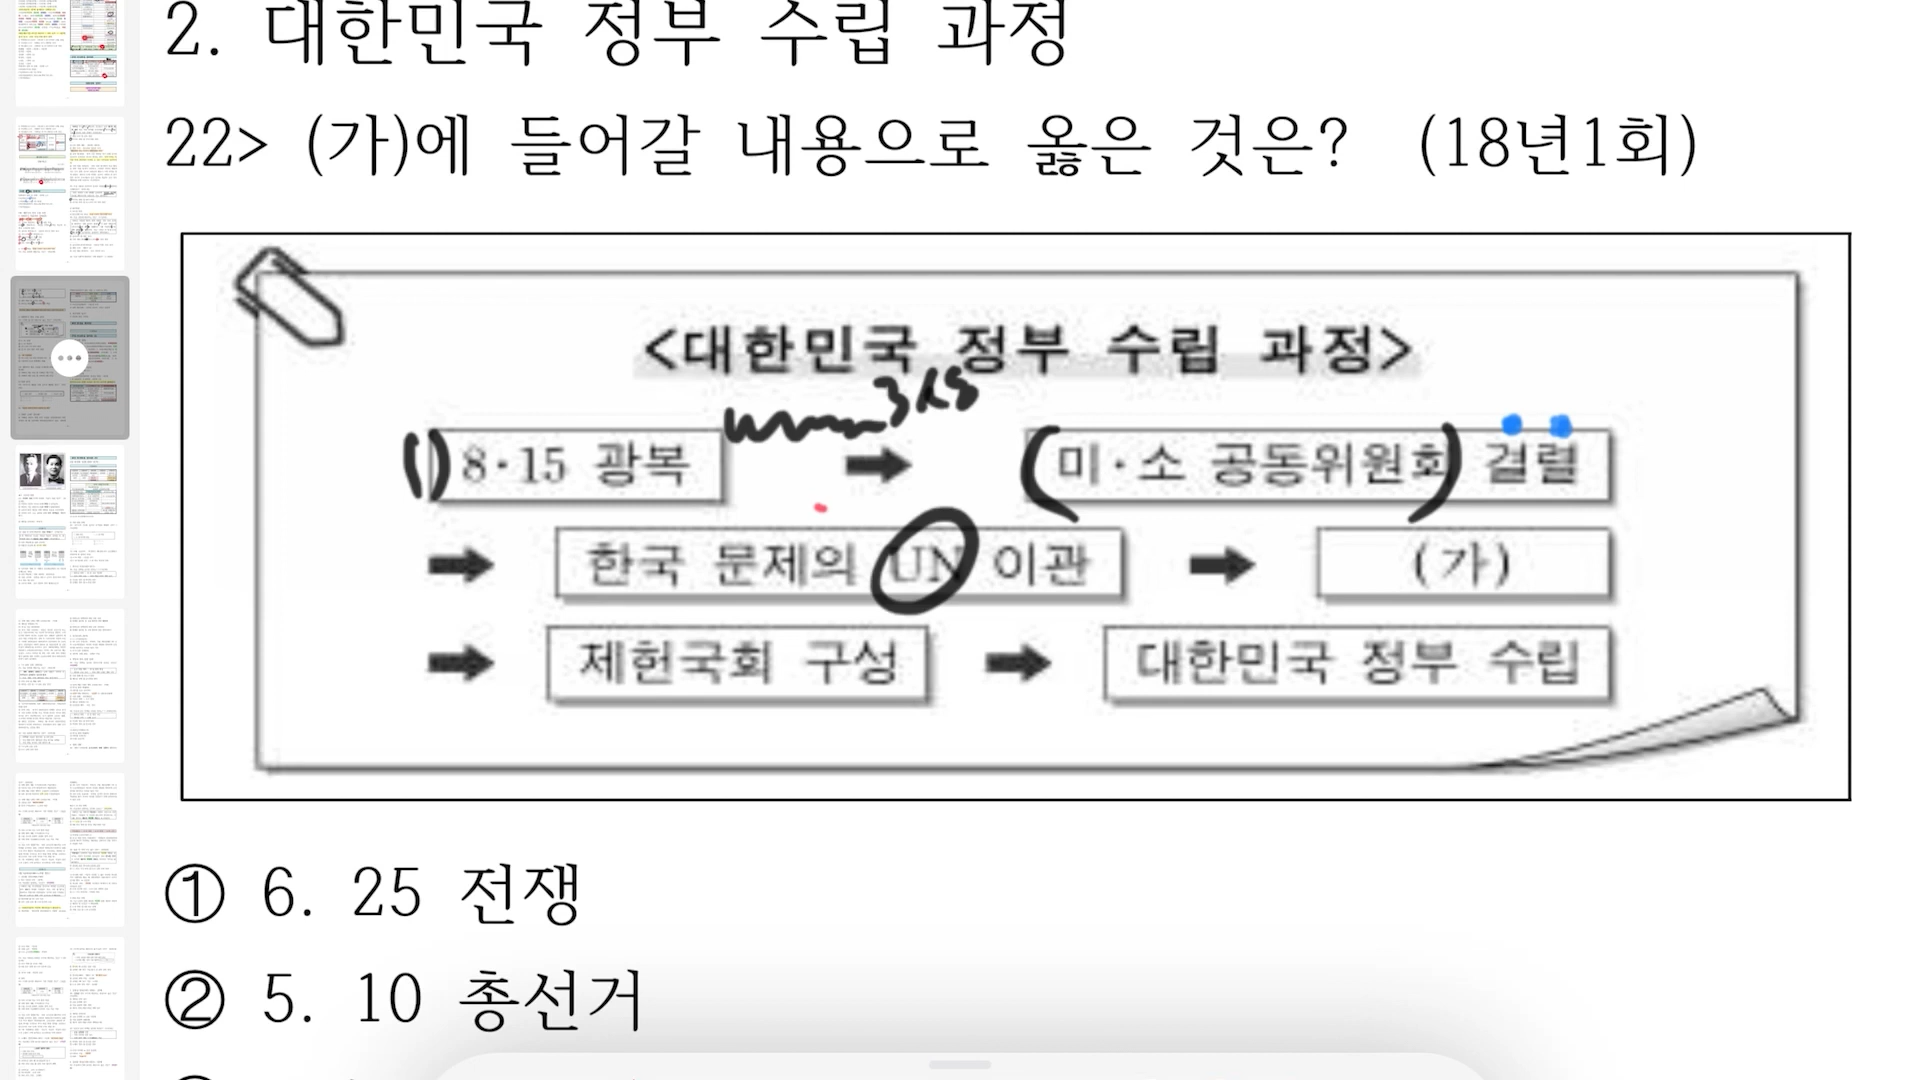 2. 대한민국 정부 수립 과정
22> (가)에 들어갈 내용으로 옳은 것은? (18년1회)
<대한민국 정부 수립 과정>
3상
1) 8·15 광복 ➡ (미·소 공동위원회) 결렬
➡ 한국 문제의 UN 이관 ➡ (가)
➡ 제헌국회 구성 ➡ 대한민국 정부 수립
① 6. 25 전쟁
② 5. 10 총선거